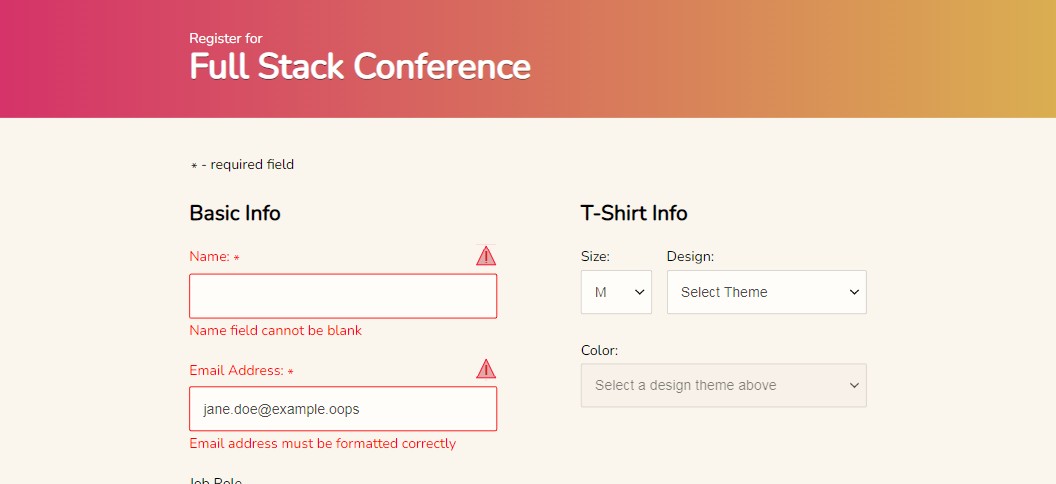 Register for
Full Stack Conference
* - required field
Basic Info
Name: *
Name field cannot be blank
Email Address: *
jane.doe@example.oops
Email address must be formatted correctly
Job Role
T-Shirt Info
Size:
Design:
M
Select Theme
Color:
Select a design theme above